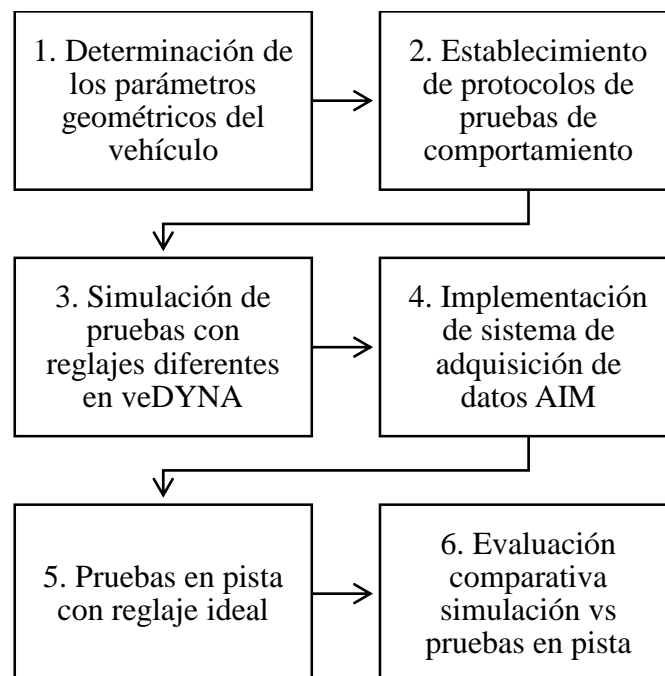 1. Determinación de
los parámetros
geométricos del
vehículo
2. Establecimiento
de protocolos de
pruebas de
comportamiento
3. Simulación de
pruebas con
reglajes diferentes
en veDYNA
4. Implementación
de sistema de
adquisición de
datos AIM
5. Pruebas en pista
con reglaje ideal
6. Evaluación
comparativa
simulación vs
pruebas en pista